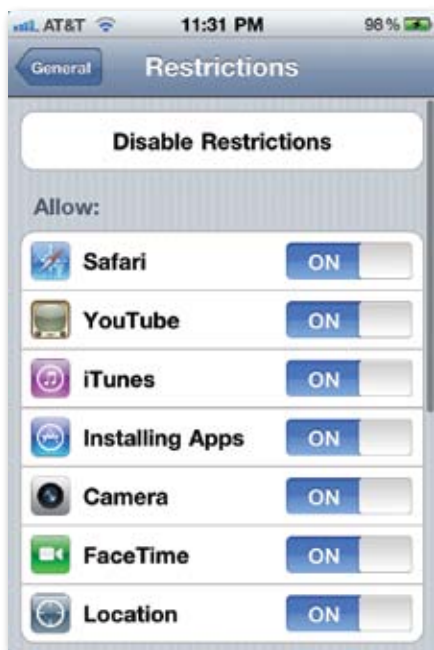 AT&T 11:31 PM 96%
General Restrictions
Disable Restrictions
Allow:
Safari ON
YouTube ON
iTunes ON
Installing Apps ON
Camera ON
FaceTime ON
Location ON